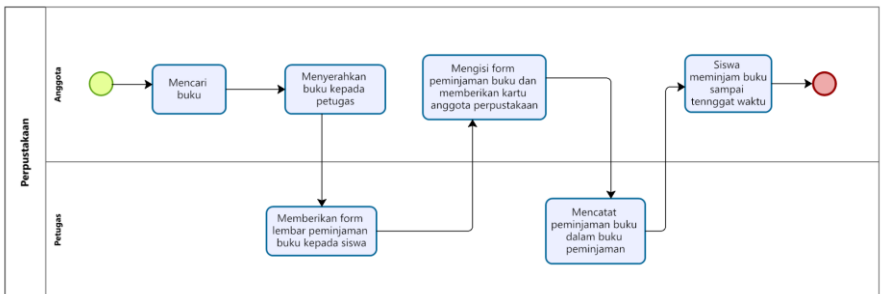 Perpustakaan
Anggota
Mencari
buku
Menyerahkan
buku kepada
petugas
Mengisi form
peminjaman buku dan
memberikan kartu
anggota perpustakaan
Siswa
meminjam buku
sampai
tennggat waktu
Petugas
Memberikan form
lembar peminjaman
buku kepada siswa
Mencatat
peminjaman buku
dalam buku
peminjaman